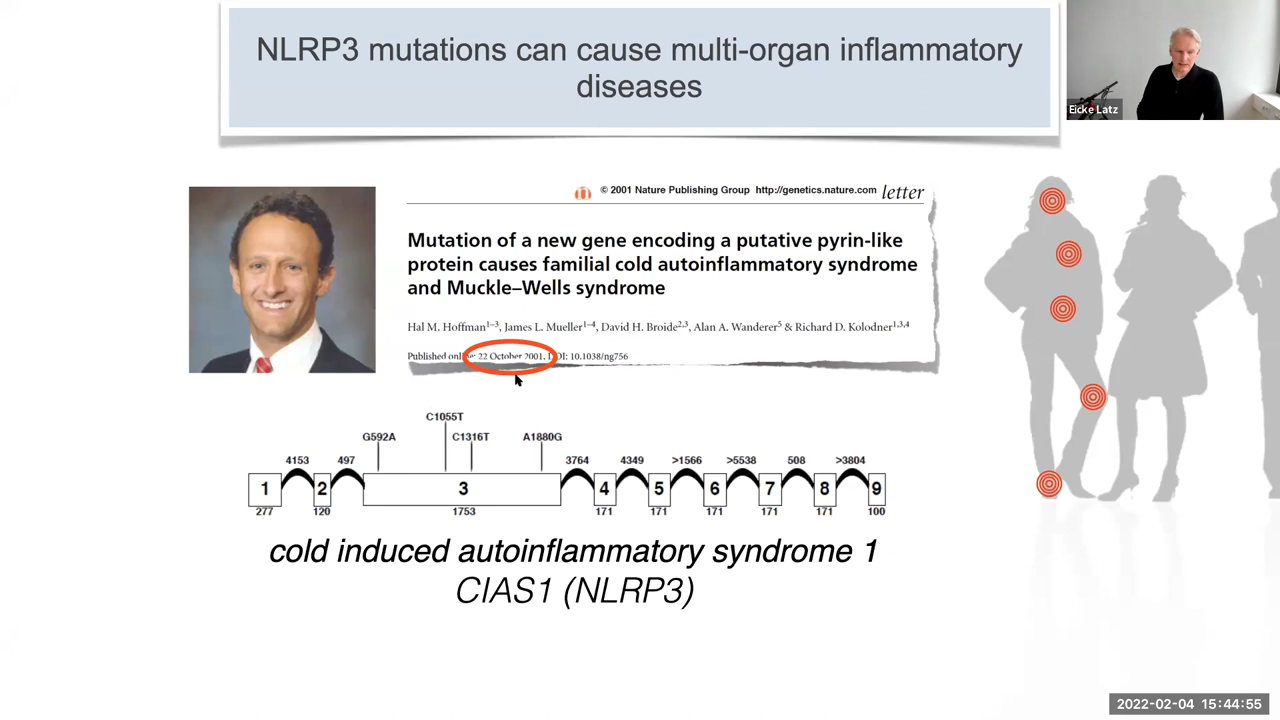 NLRP3 mutations can cause multi-organ inflammatory
diseases
Eicke Latz
© 2001 Nature Publishing Group http://genetics.nature.com letter
Mutation of a new gene encoding a putative pyrin-like
protein causes familial cold autoinflammatory syndrome
and Muckle–Wells syndrome
Hal M. Hoffman1–3, James L. Mueller1–4, David H. Broide2,3, Alan A. Wanderer5 & Richard D. Kolodner1,3,4
Published online: 22 October 2001, DOI: 10.1038/ng756
C1055T
G592A C1316T A1880G
4153 497 3764 4349 >1566 >5538 508 >3804
1 2 3 4 5 6 7 8 9
277 120 1753 171 171 171 171 171 100
cold induced autoinflammatory syndrome 1
CIAS1 (NLRP3)
2022-02-04 15:44:55